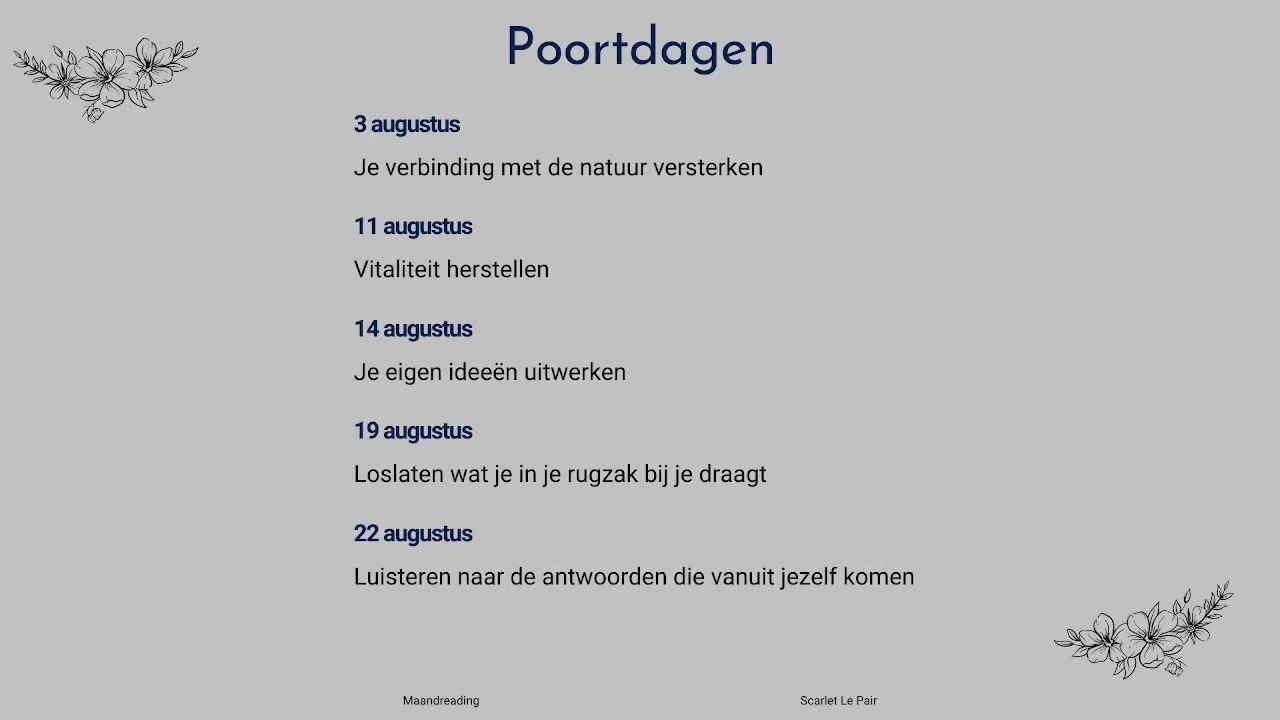 Poortdagen
3 augustus
Je verbinding met de natuur versterken
11 augustus
Vitaliteit herstellen
14 augustus
Je eigen ideeën uitwerken
19 augustus
Loslaten wat je in je rugzak bij je draagt
22 augustus
Luisteren naar de antwoorden die vanuit jezelf komen
Maandreading
Scarlet Le Pair